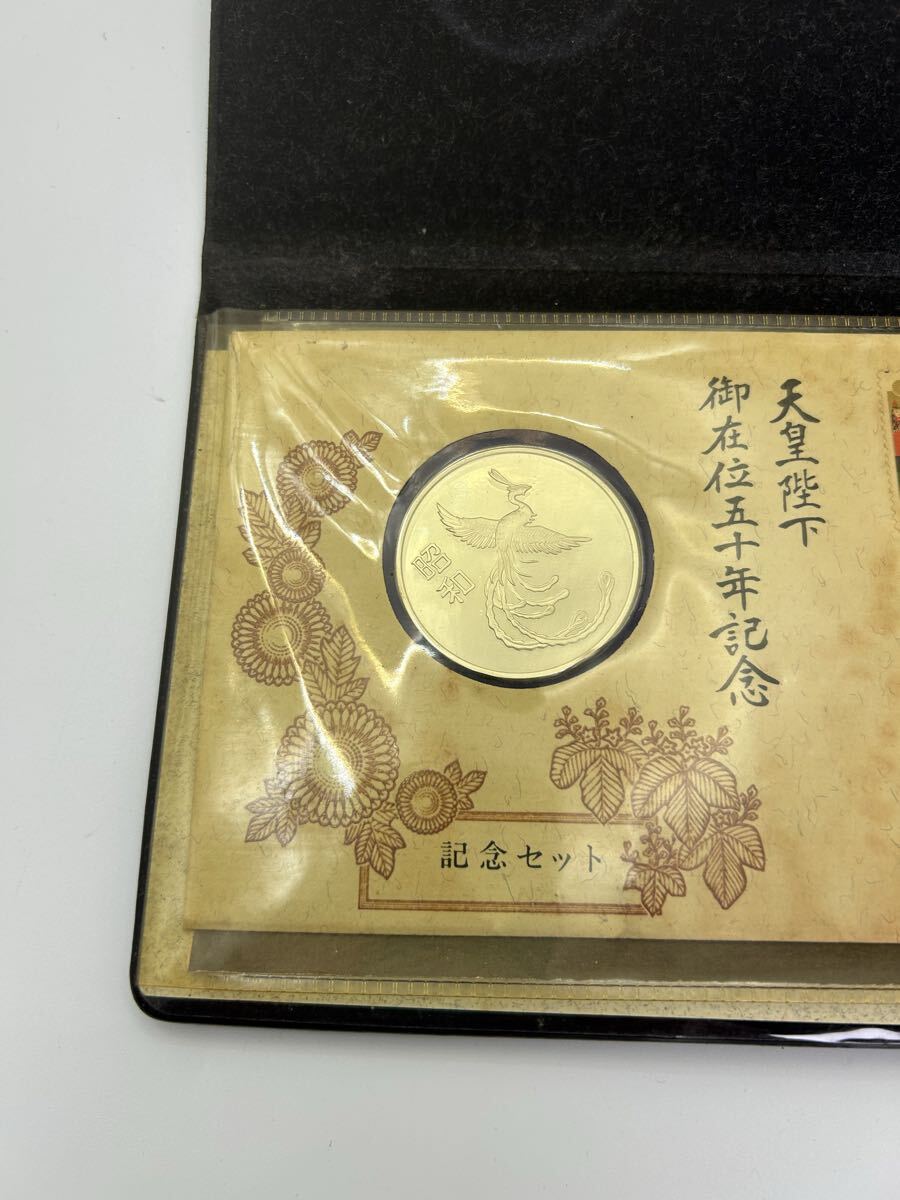 天皇陛下
御在位五十年記念
昭和
記念セット